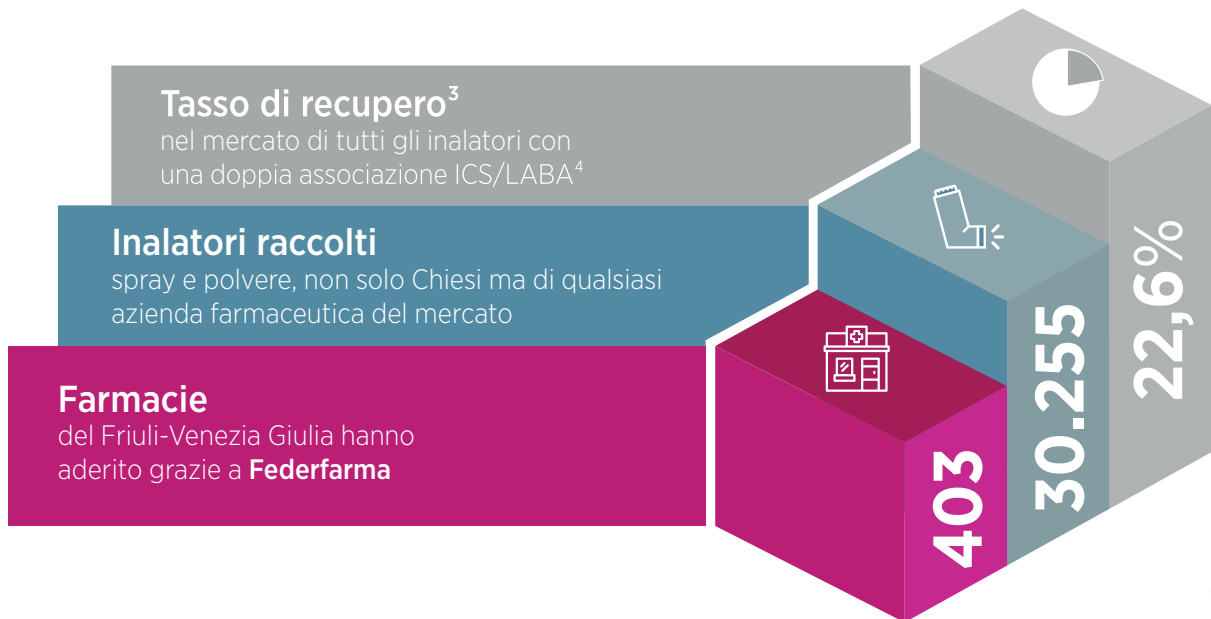 Tasso di recupero³
nel mercato di tutti gli inalatori con
una doppia associazione ICS/LABA⁴
22,6%
Inalatori raccolti
spray e polvere, non solo Chiesi ma di qualsiasi
azienda farmaceutica del mercato
30.255
Farmacie
del Friuli-Venezia Giulia hanno
aderito grazie a Federfarma
403